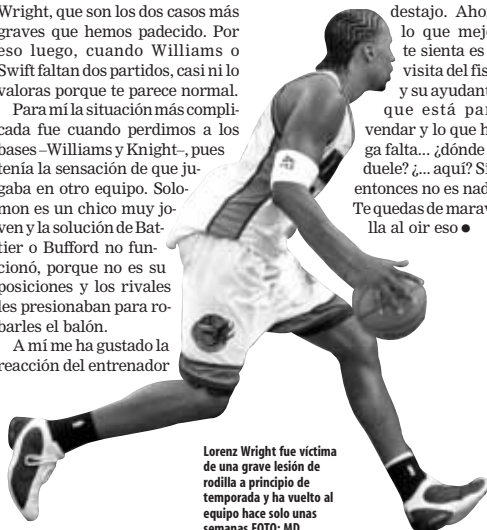 Wright, que son los dos casos más
graves que hemos padecido. Por
eso luego, cuando Williams o
Swift faltan dos partidos, casi ni lo
valoras porque te parece normal.
Para mí la situación más compli-
cada fue cuando perdimos a los
bases –Williams y Knight–, pues
tenía la sensación de que ju-
gaba en otro equipo. Solo-
mon es un chico muy jo-
ven y la solución de Bat-
tier o Bufford no fun-
cionó, porque no es su
posiciones y los rivales
les presionaban para ro-
barles el balón.
A mí me ha gustado la
reacción del entrenador
destajo. Ahor
lo que mejo
te sienta es
visita del fis
y su ayudant
que está par
vendar y lo que h
ga falta... ¿dónde
duele? ¿... aquí? Sí
entonces no es nad
Te quedas de marav
lla al oir eso ●
Lorenz Wright fue víctima
de una grave lesión de
rodilla a principio de
temporada y ha vuelto al
equipo hace solo unas
semanas FOTO: MD